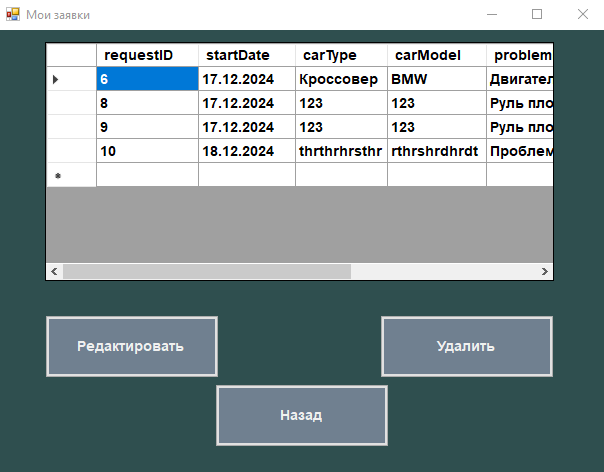 Мои заявки
requestID startDate carType carModel problem
6 17.12.2024 Кроссовер BMW Двигател
8 17.12.2024 123 123 Руль пло
9 17.12.2024 123 123 Руль пло
10 18.12.2024 thrthrhrsthr rthrshrdhrdt Проблем
Редактировать Удалить
Назад